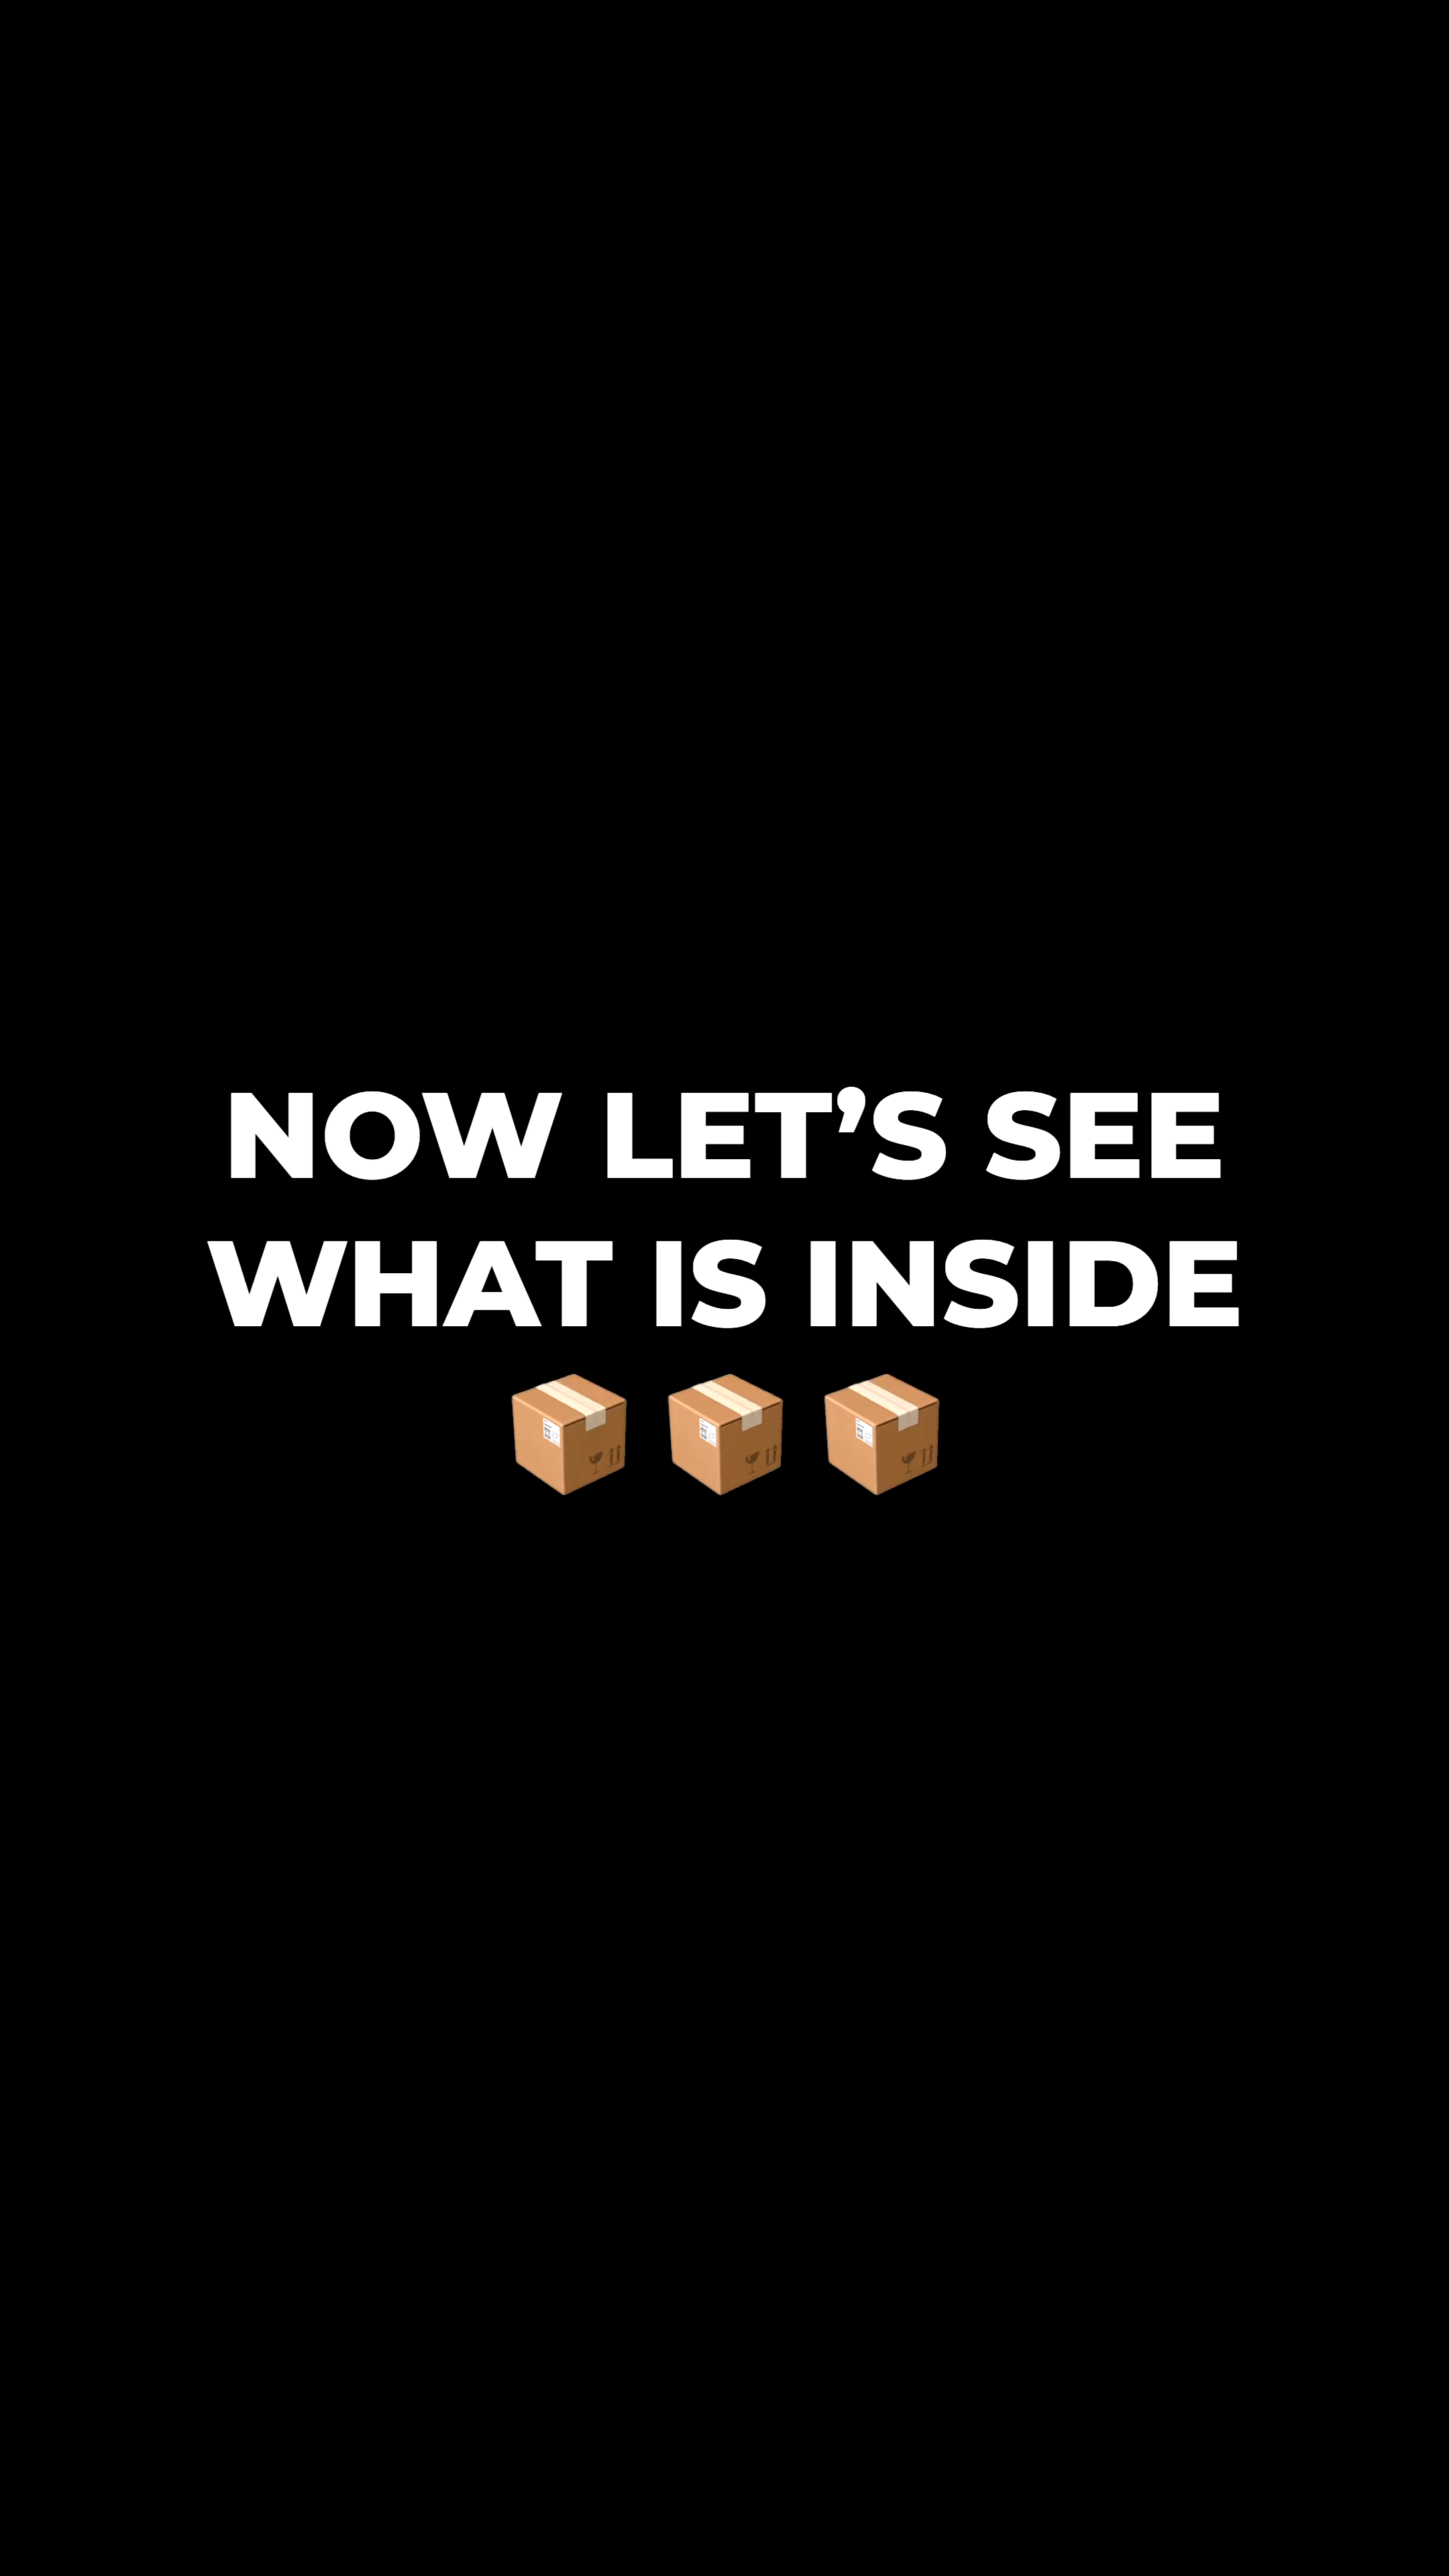 NOW LET’S SEE
WHAT IS INSIDE
📦 📦 📦